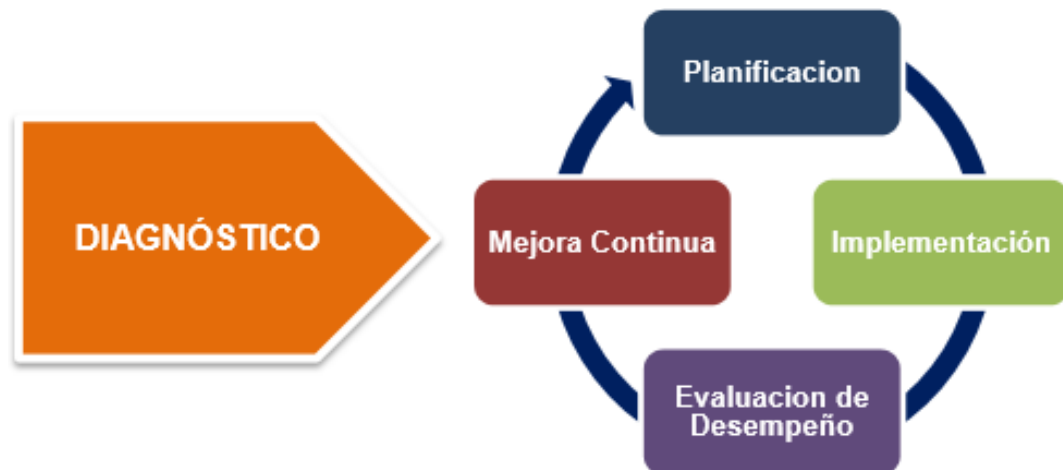 DIAGNÓSTICO
Planificacion
Mejora Continua
Implementación
Evaluacion de
Desempeño